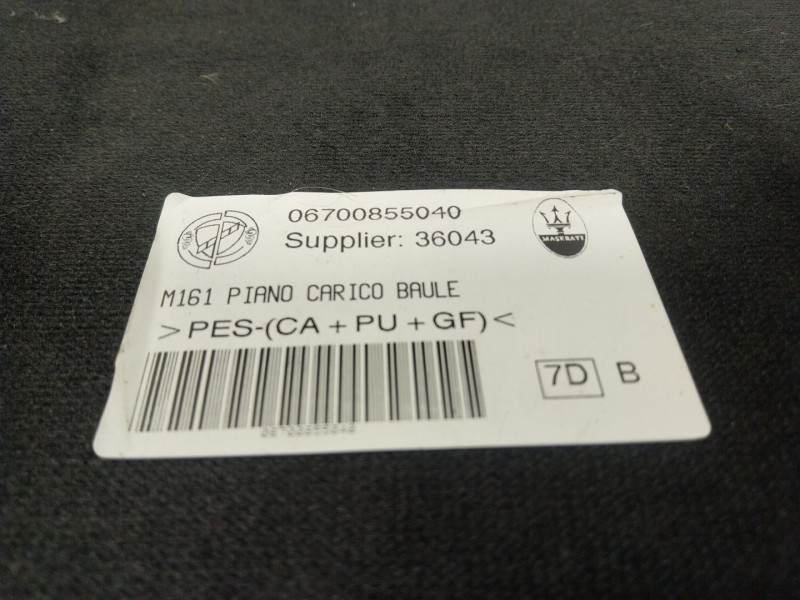 06700855040
Supplier: 36043
MASERATI
M161 PIANO CARICO BAULE
>PES-(CA+PU+GF)<
7D B